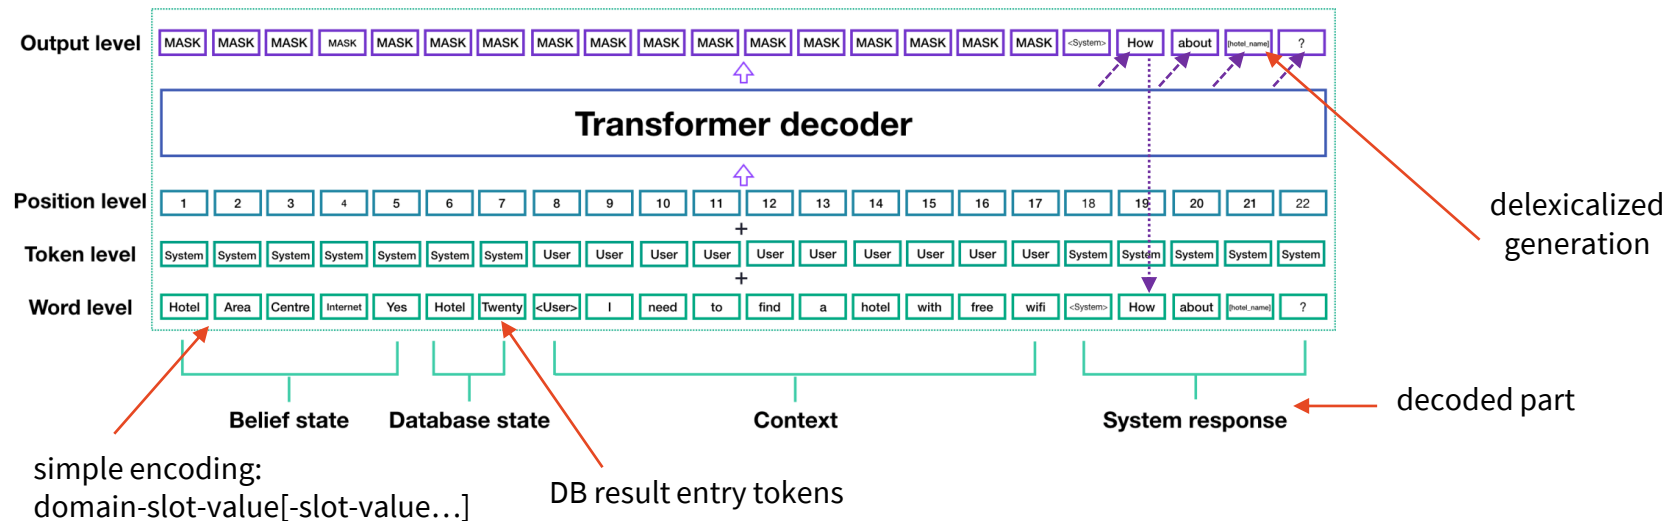 Output level MASK MASK MASK MASK MASK MASK MASK MASK MASK MASK MASK MASK MASK MASK MASK MASK MASK <System> How about [hotel_name] ?
Transformer decoder
Position level 1 2 3 4 5 6 7 8 9 10 11 12 13 14 15 16 17 18 19 20 21 22
+
Token level System System System System System System System User User User User User User User User User User System System System System System
+
Word level Hotel Area Centre Internet Yes Hotel Twenty <User> I need to find a hotel with free wifi <System> How about [hotel_name] ?
delexicalized
generation
Belief state Database state Context System response
decoded part
simple encoding:
domain-slot-value[-slot-value…]
DB result entry tokens